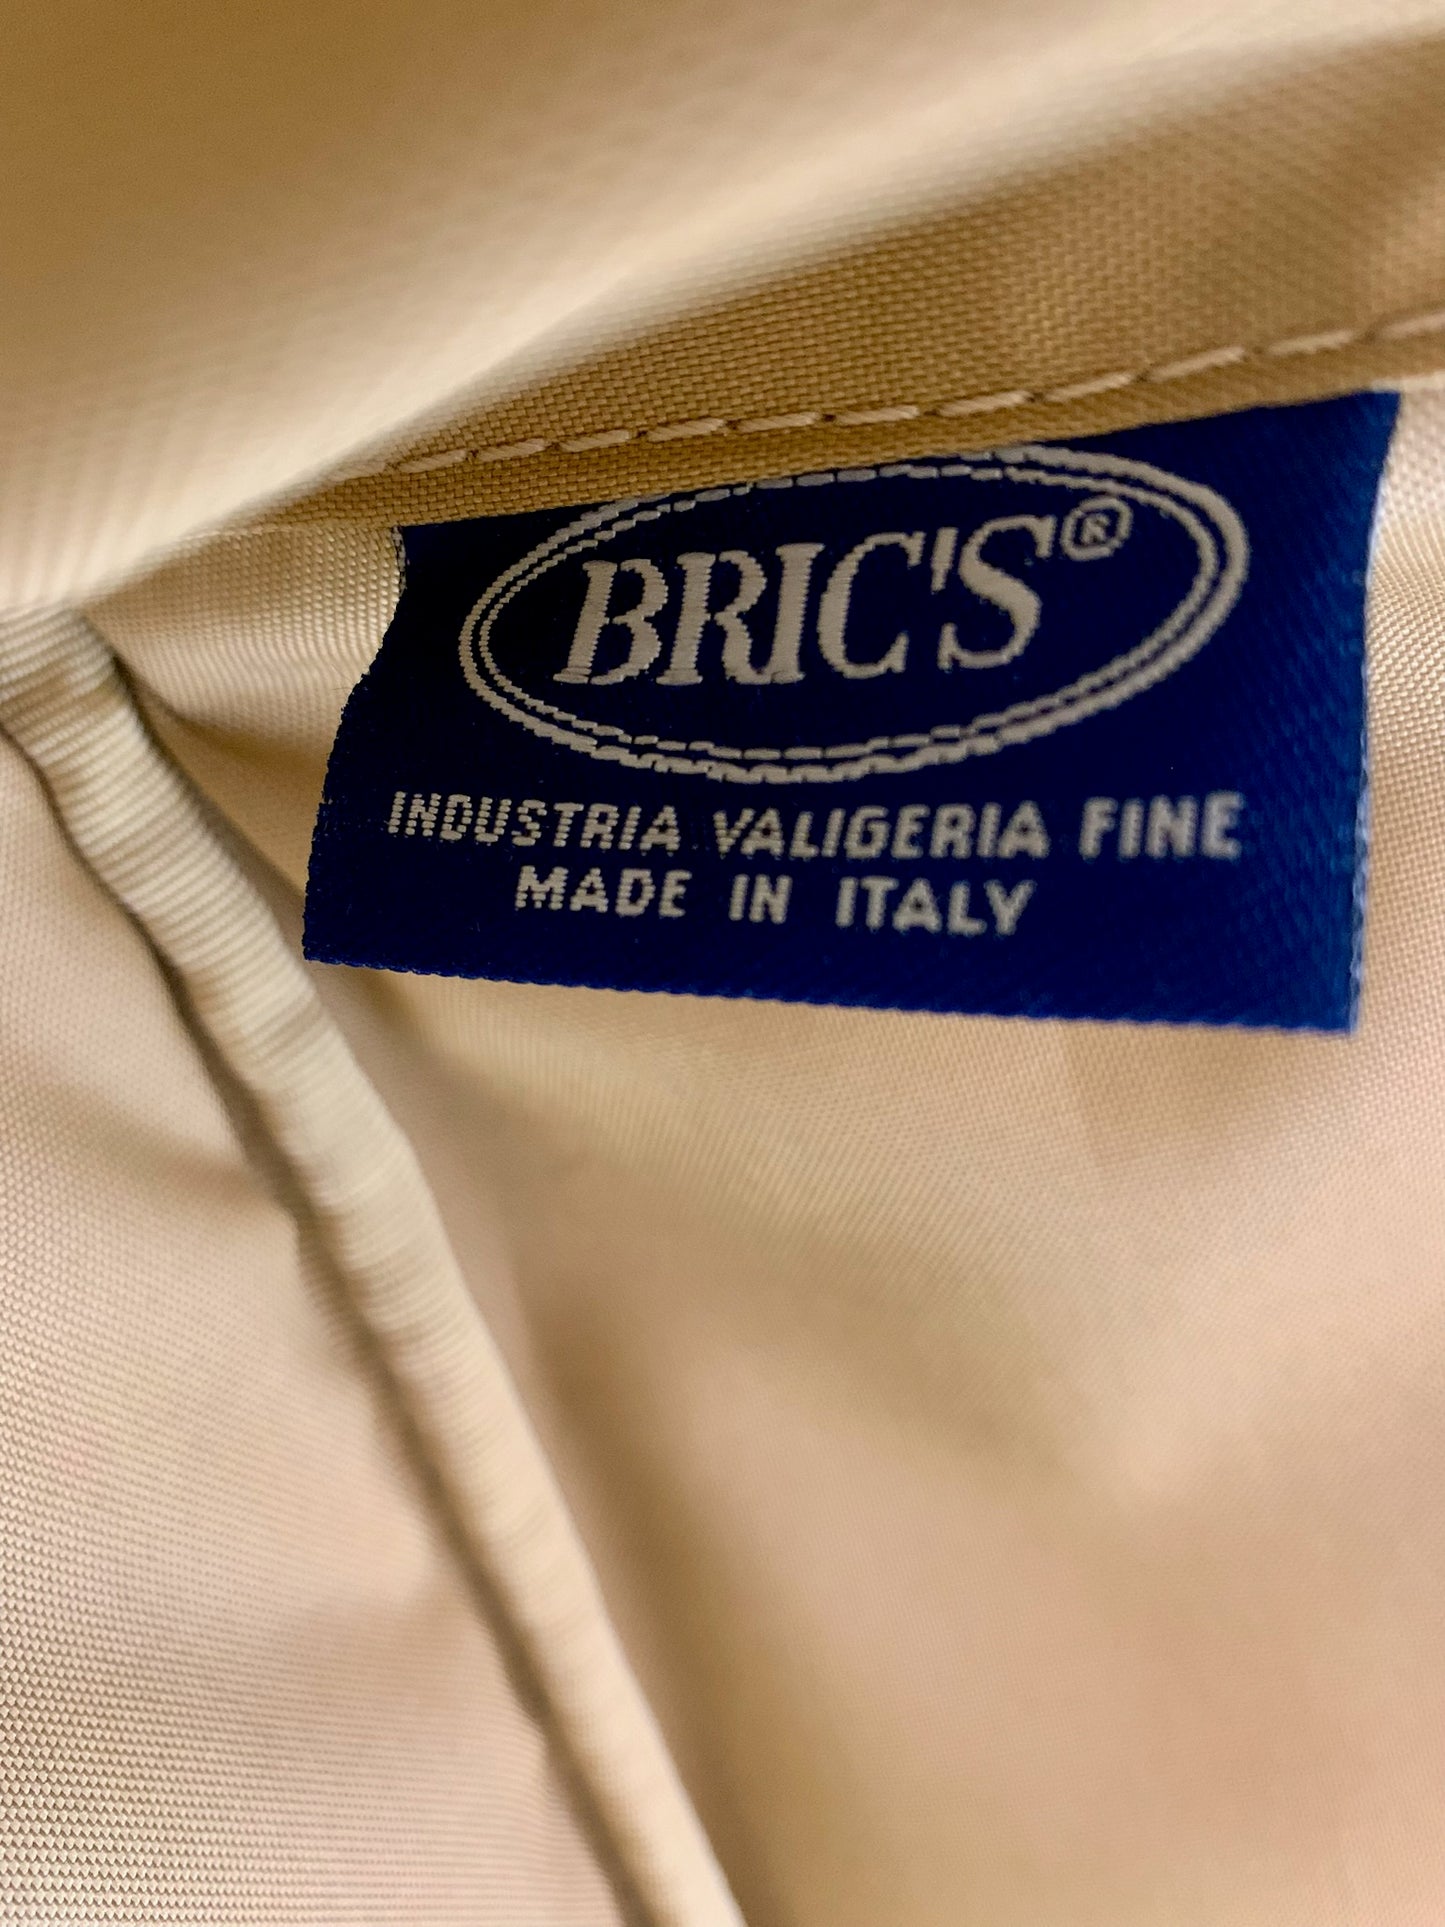 BRIC'S®
INDUSTRIA VALIGERIA FINE
MADE IN ITALY